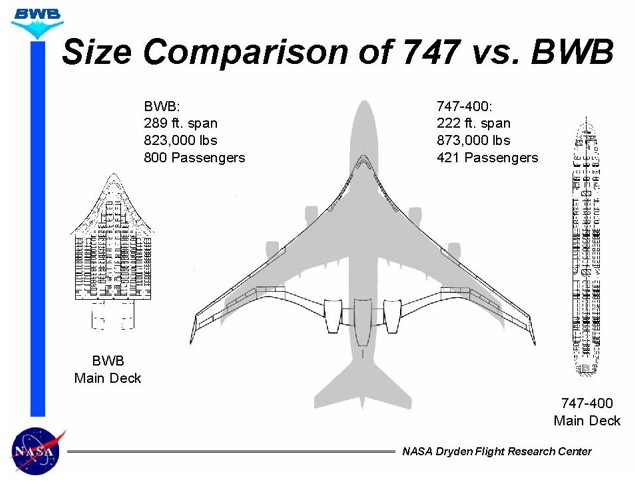 BWB
Size Comparison of 747 vs. BWB
BWB:
289 ft. span
823,000 lbs
800 Passengers
747-400:
222 ft. span
873,000 lbs
421 Passengers
BWB
Main Deck
747-400
Main Deck
NASA
NASA Dryden Flight Research Center